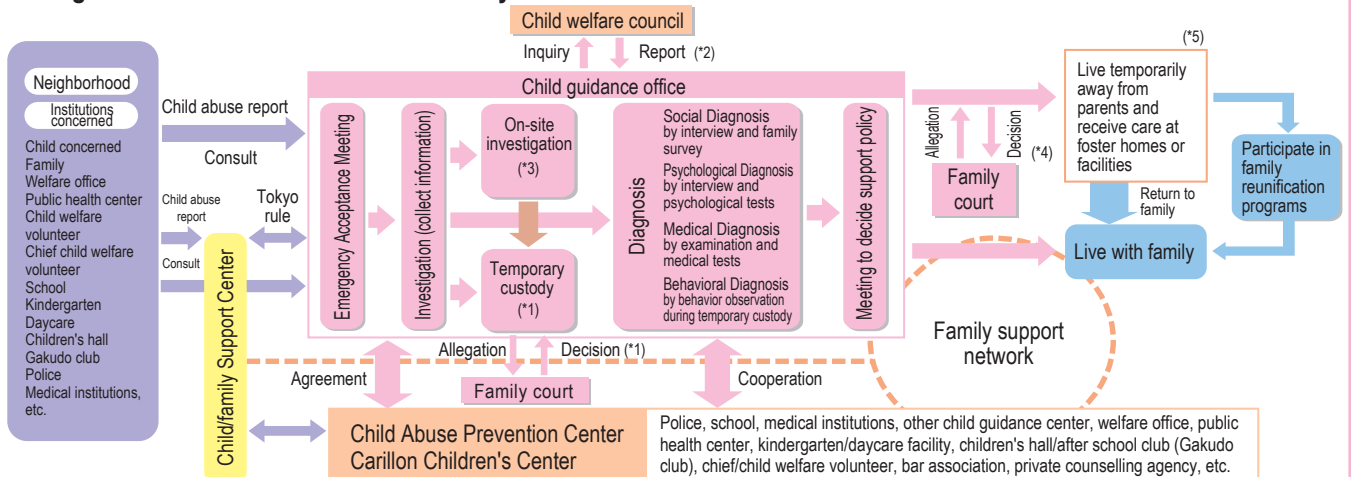 Child welfare council
Inquiry
Report (*2)
(*5)
Neighborhood
Institutions
concerned
Child concerned
Family
Welfare office
Public health center
Child welfare
volunteer
Chief child welfare
volunteer
School
Kindergarten
Daycare
Children's hall
Gakudo club
Police
Medical institutions,
etc.
Child abuse report
Consult
Child abuse
report
Tokyo
rule
Consult
Child/family Support Center
Child guidance office
Emergency Acceptance Meeting
Investigation (collect information)
On-site
investigation
(*3)
Temporary
custody
(*1)
Diagnosis
Social Diagnosis
by interview and family
survey
Psychological Diagnosis
by interview and
psychological tests
Medical Diagnosis
by examination and
medical tests
Behavioral Diagnosis
by behavior observation
during temporary custody
Meeting to decide support policy
Allegation
Decision
(*4)
Family
court
Live temporarily
away from
parents and
receive care at
foster homes or
facilities
Participate in
family
reunification
programs
Return to
family
Live with family
Family support
network
Agreement
Allegation
Decision (*1)
Family court
Cooperation
Child Abuse Prevention Center
Carillon Children's Center
Police, school, medical institutions, other child guidance center, welfare office, public
health center, kindergarten/daycare facility, children's hall/after school club (Gakudo
club), chief/child welfare volunteer, bar association, private counselling agency, etc.